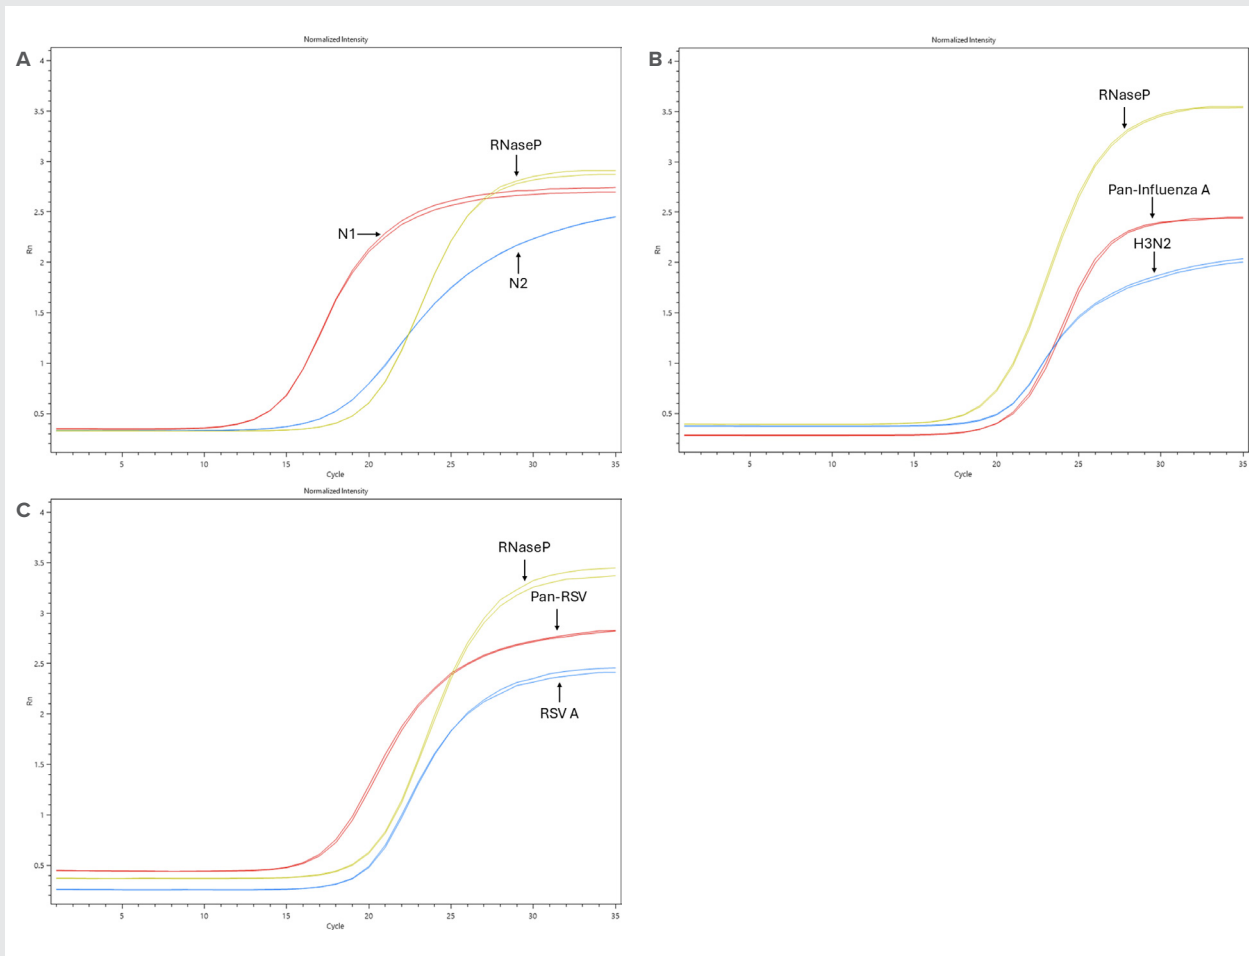 A
Normalized Intensity
4
3.5
3
2.5
2
1.5
1
0.5
Rn
RNaseP
N1
N2
5 10 15 20 25 30 35
Cycle
B
Normalized Intensity
4
3.5
3
2.5
2
1.5
1
0.5
Rn
RNaseP
Pan-Influenza A
H3N2
5 10 15 20 25 30 35
Cycle
C
Normalized Intensity
4
3.5
3
2.5
2
1.5
1
0.5
Rn
RNaseP
Pan-RSV
RSV A
5 10 15 20 25 30 35
Cycle